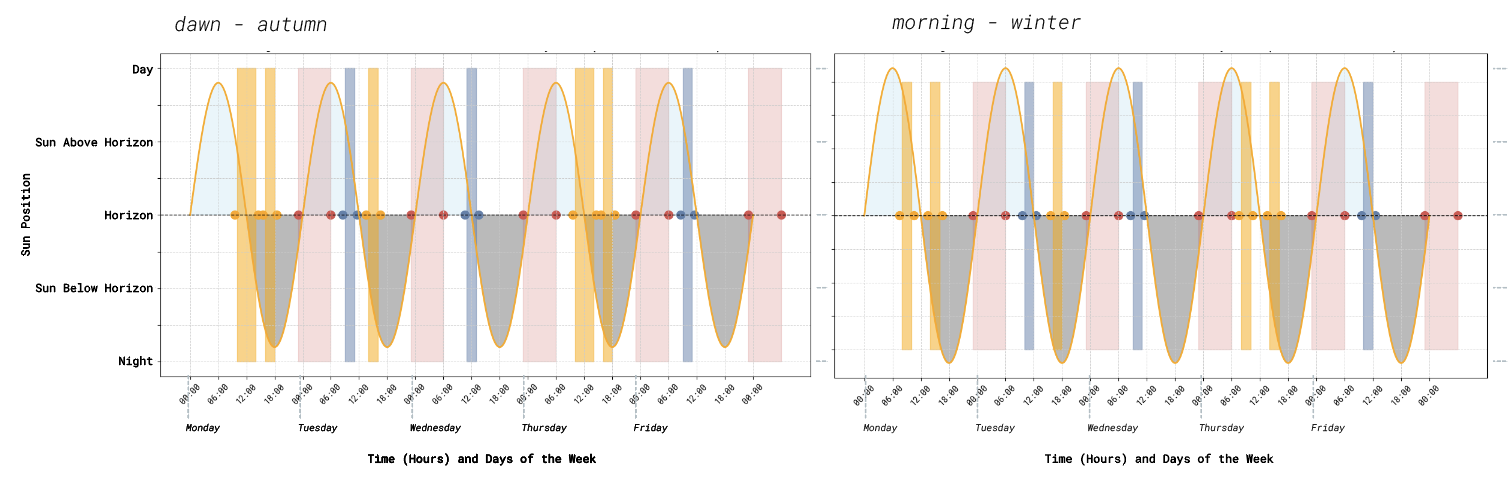 dawn - autumn
morning - winter
Day
Sun Above Horizon
Horizon
Sun Below Horizon
Night
Sun Position
00:00 06:00 12:00 18:00 00:00 06:00 12:00 18:00 00:00 06:00 12:00 18:00 00:00 06:00 12:00 18:00 00:00 06:00 12:00 18:00 00:00
Monday Tuesday Wednesday Thursday Friday
Time (Hours) and Days of the Week
00:00 06:00 12:00 18:00 00:00 06:00 12:00 18:00 00:00 06:00 12:00 18:00 00:00 06:00 12:00 18:00 00:00 06:00 12:00 18:00 00:00
Monday Tuesday Wednesday Thursday Friday
Time (Hours) and Days of the Week